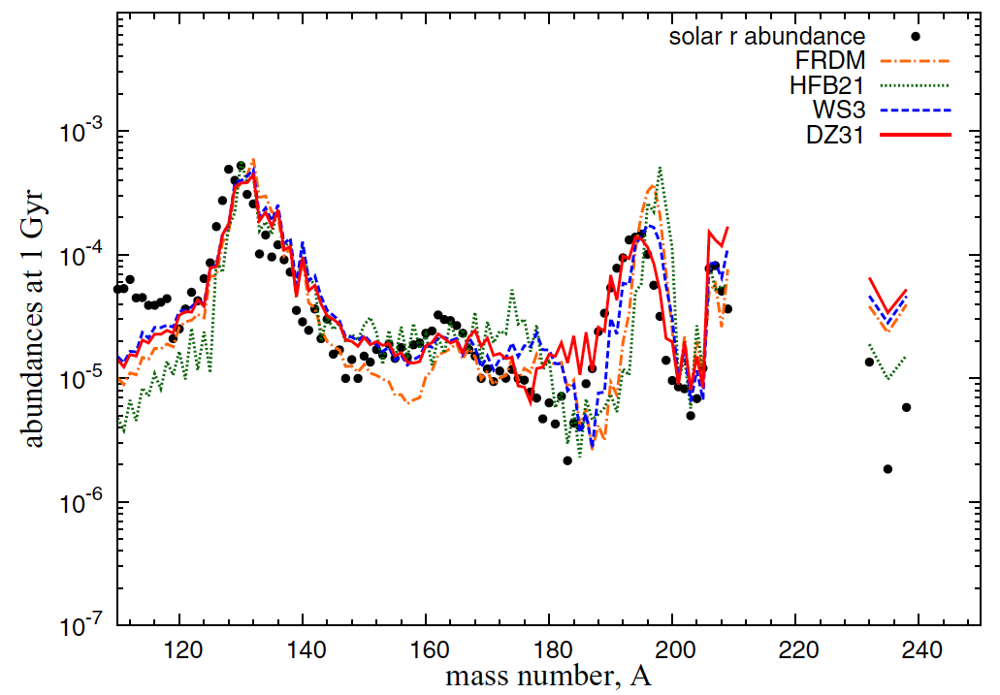 solar r abundance
FRDM
HFB21
WS3
DZ31
10-3
10-4
10-5
10-6
10-7
abundances at 1 Gyr
120 140 160 180 200 220 240
mass number, A